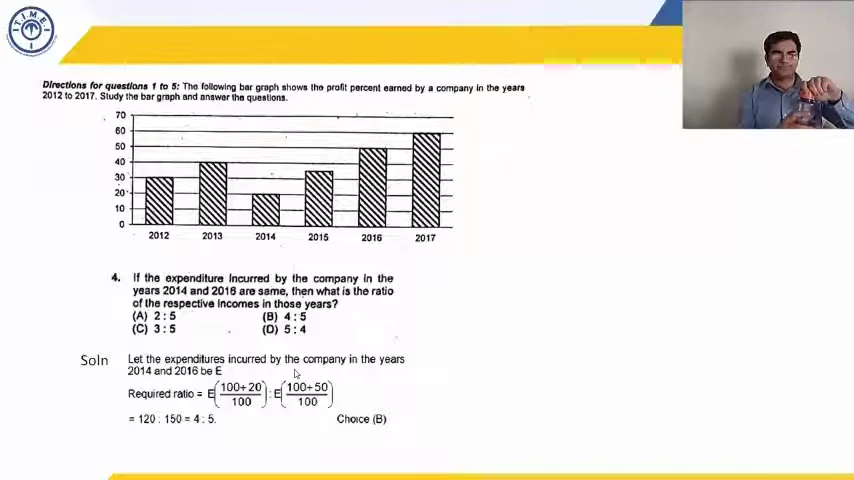 T.I.M.E.
Directions for questions 1 to 5: The following bar graph shows the profit percent earned by a company in the years
2012 to 2017. Study the bar graph and answer the questions.
70
60
50
40
30
20
10
0
2012 2013 2014 2015 2016 2017
4. If the expenditure incurred by the company in the
years 2014 and 2016 are same, then what is the ratio
of the respective incomes in those years?
(A) 2 : 5 (B) 4 : 5
(C) 3 : 5 (D) 5 : 4
Soln Let the expenditures incurred by the company in the years
2014 and 2016 be E
Required ratio = E(100+20/100) : E(100+50/100)
= 120 : 150 = 4 : 5. Choice (B)